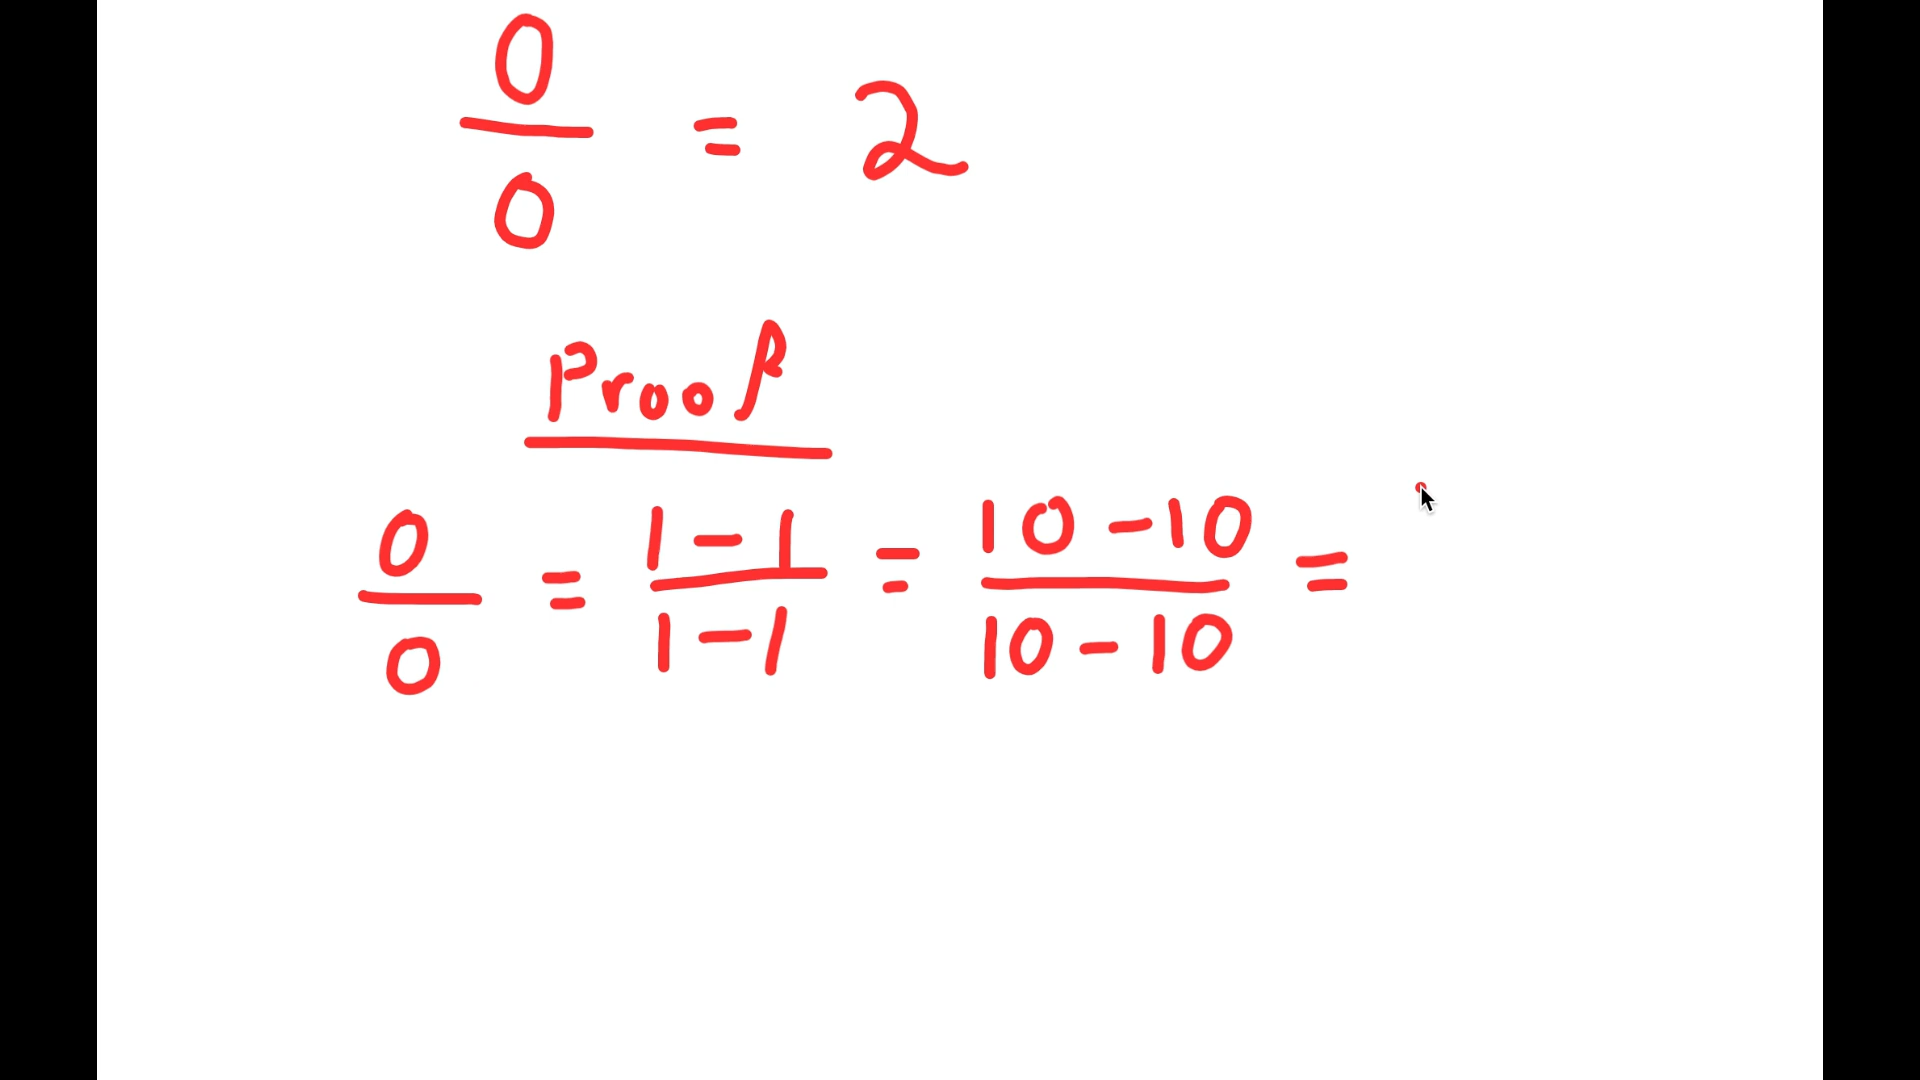 0/0 = 2
Proof
0/0 = 1-1/1-1 = 10-10/10-10 =